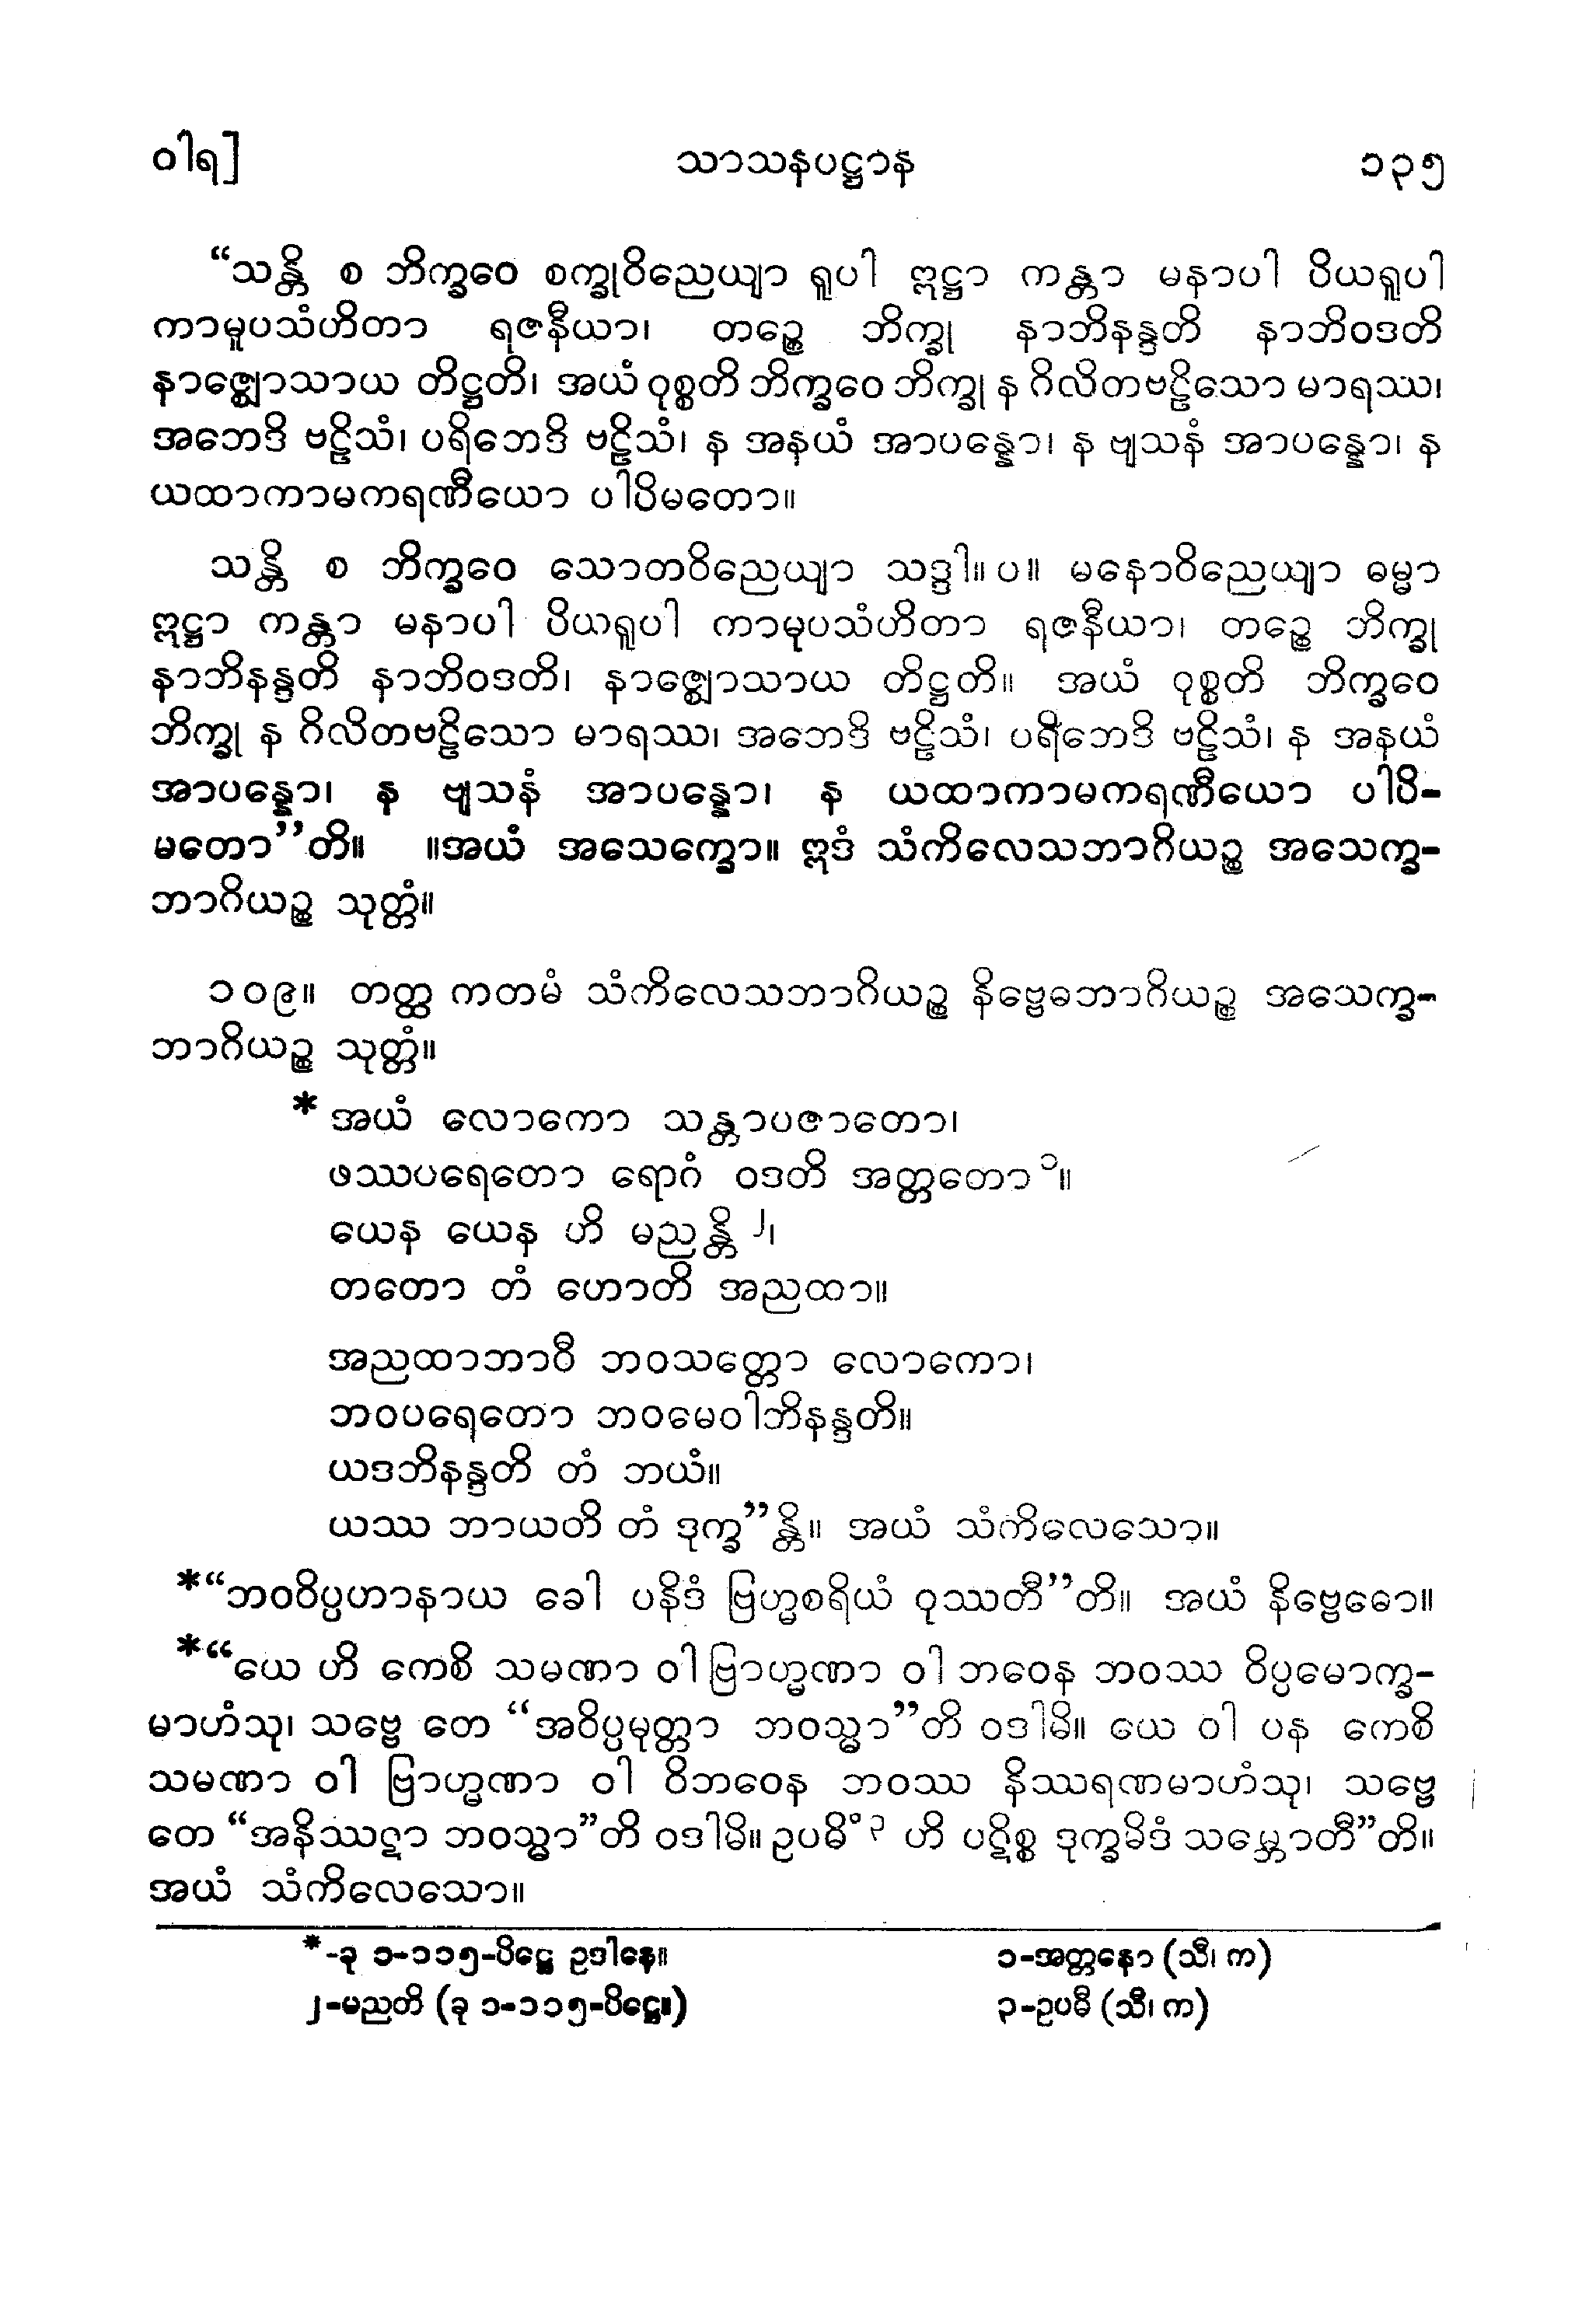 ဝါရ] သာသနပဋ္ဌာန ၁၃၅
“သန္တိ စ ဘိက္ခဝေ စက္ခုဝိညေယျာ ရူပါ ဣဋ္ဌာ ကန္တာ မနာပါ ပိယရူပါ
ကာမူပသံဟိတာ ရဇနီယာ၊ တဉ္စေ ဘိက္ခု နာဘိနန္ဒတိ နာဘိဝဒတိ
နာဇ္ဈောသာယ တိဋ္ဌတိ၊ အယံ ဝုစ္စတိ ဘိက္ခဝေ ဘိက္ခု န ဂိလိတဗဠိသော မာရဿ၊
အဘေဒိ ဗဠိသံ၊ ပရိဘေဒိ ဗဠိသံ၊ န အနယံ အာပန္နော၊ န ဗျသနံ အာပန္နော၊ န
ယထာကာမကရဏီယော ပါပိမတော။
သန္တိ စ ဘိက္ခဝေ သောတဝိညေယျာ သဒ္ဒါ။ ပ။ မနောဝိညေယျာ ဓမ္မာ
ဣဋ္ဌာ ကန္တာ မနာပါ ပိယရူပါ ကာမုပသံဟိတာ ရဇနီယာ၊ တဉ္စေ ဘိက္ခု
နာဘိနန္ဒတိ နာဘိဝဒတိ၊ နာဇ္ဈောသာယ တိဋ္ဌတိ။ အယံ ဝုစ္စတိ ဘိက္ခဝေ
ဘိက္ခု န ဂိလိတဗဠိသော မာရဿ၊ အဘေဒိ ဗဠိသံ၊ ပရိဘေဒိ ဗဠိသံ၊ န အနယံ
အာပန္နော၊ န ဗျသနံ အာပန္နော၊ န ယထာကာမကရဏီယော ပါပိ-
မတော”တိ။ ။အယံ အသေက္ခော။ ဣဒံ သံကိလေသဘာဂိယဉ္စ အသေက္ခ-
ဘာဂိယဉ္စ သုတ္တံ။
၁၀၉။ တတ္ထ ကတမံ သံကိလေသဘာဂိယဉ္စ နိဗ္ဗေဓဘာဂိယဉ္စ အသေက္ခ-
ဘာဂိယဉ္စ သုတ္တံ။
* အယံ လောကော သန္တာပဇာတော၊
ဖဿပရေတော ရောဂံ ဝဒတိ အတ္တတော ၁။
ယေန ယေန ဟိ မညန္တိ ၂၊
တတော တံ ဟောတိ အညထာ။
အညထာဘာဝီ ဘဝသတ္တော လောကော၊
ဘဝပရေတော ဘဝမေဝါဘိနန္ဒတိ။
ယဒဘိနန္ဒတိ တံ ဘယံ။
ယဿ ဘာယတိ တံ ဒုက္ခ”န္တိ။ အယံ သံကိလေသော။
*“ဘဝဝိပ္ပဟာနာယ ခေါ ပနိဒံ ဗြဟ္မစရိယံ ဝုဿတီ”တိ။ အယံ နိဗ္ဗေဓော။
*“ယေ ဟိ ကေစိ သမဏာ ဝါ ဗြာဟ္မဏာ ဝါ ဘဝေန ဘဝဿ ဝိပ္ပမောက္ခ-
မာဟံသု၊ သဗ္ဗေ တေ “အဝိပ္ပမုတ္တာ ဘဝသ္မာ”တိ ဝဒါမိ။ ယေ ဝါ ပန ကေစိ
သမဏာ ဝါ ဗြာဟ္မဏာ ဝါ ဝိဘဝေန ဘဝဿ နိဿရဏမာဟံသု၊ သဗ္ဗေ
တေ “အနိဿဋာ ဘဝသ္မာ”တိ ဝဒါမိ။ ဥပဓိံ ၃ ဟိ ပဋိစ္စ ဒုက္ခမိဒံ သမ္ဘောတီ”တိ။
အယံ သံကိလေသော။
*-ခု ၁-၁၁၅-ပိဋ္ဌေ ဥဒါနေ။ ၁-အတ္တနော (သီ၊ က)
၂-မညတိ (ခု ၁-၁၁၅-ပိဋ္ဌေ။) ၃-ဥပဓီ (သီ၊ က)